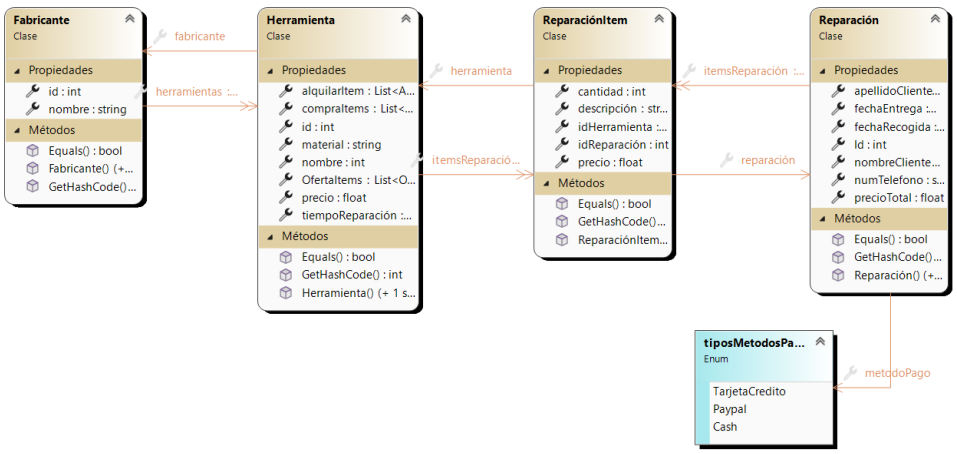 Fabricante
Clase
Propiedades
id : int
nombre : string
Métodos
Equals() : bool
Fabricante() (+...
GetHashCode()...
fabricante
herramientas :...
Herramienta
Clase
Propiedades
alquilarItem : List<A...
compraItems : List<...
id : int
material : string
nombre : int
OfertaItems : List<O...
precio : float
tiempoReparación :...
Métodos
Equals() : bool
GetHashCode() : int
Herramienta() (+ 1 s...
herramienta
itemsReparació...
ReparaciónItem
Clase
Propiedades
cantidad : int
descripción : str...
idHerramienta :...
idReparación : int
precio : float
Métodos
Equals() : bool
GetHashCode()...
ReparaciónItem...
itemsReparación :...
reparación
Reparación
Clase
Propiedades
apellidoCliente...
fechaEntrega :...
fechaRecogida :...
Id : int
nombreCliente...
numTelefono : s...
precioTotal : float
Métodos
Equals() : bool
GetHashCode()...
Reparación() (+...
metodoPago
tiposMetodosPa...
Enum
TarjetaCredito
Paypal
Cash